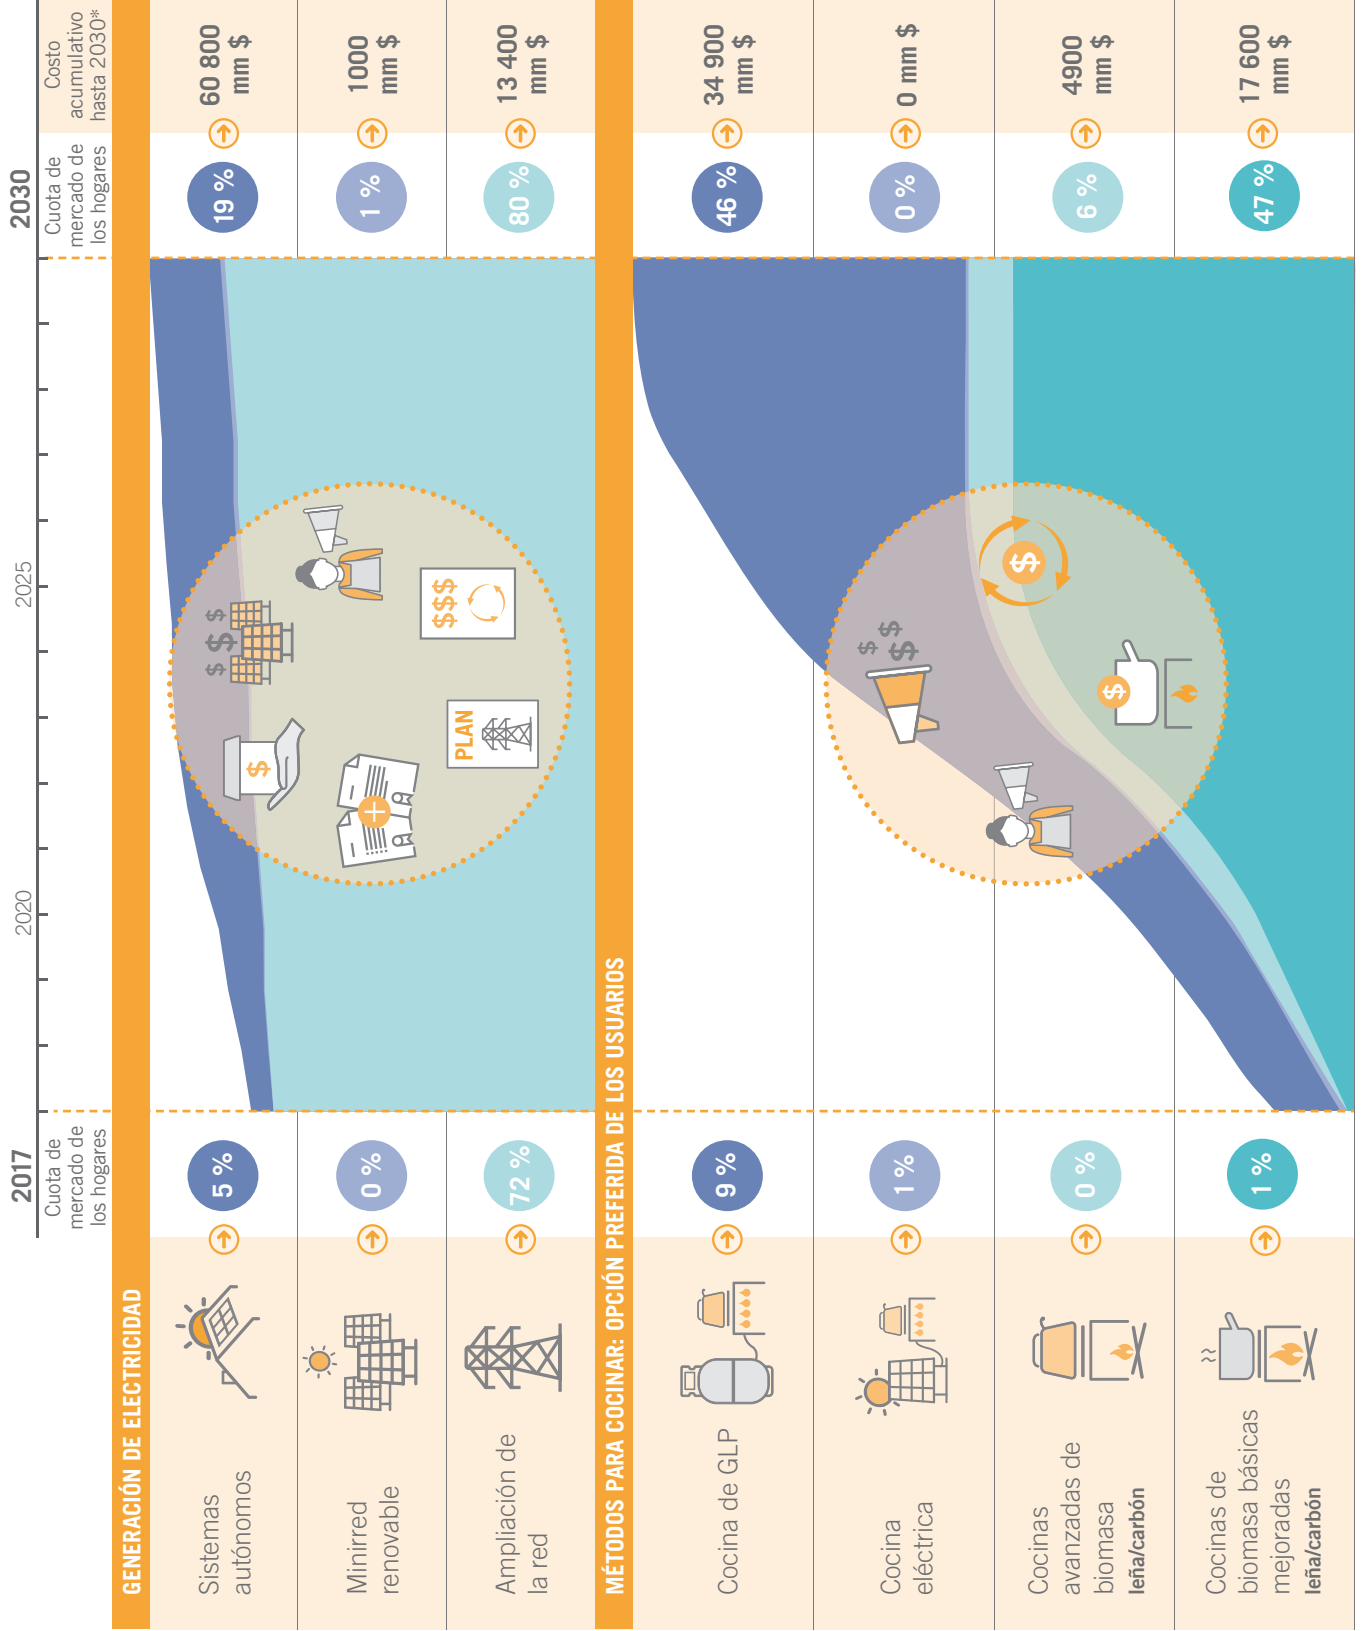 2017
2020
2025
2030
Cuota de
mercado de
los hogares
Cuota de
mercado de
los hogares
Costo
acumulativo
hasta 2030*
GENERACIÓN DE ELECTRICIDAD
Sistemas
autónomos
5 %
19 %
60 800
mm $
Minirred
renovable
0 %
1 %
1000
mm $
Ampliación de
la red
72 %
80 %
13 400
mm $
$
$ $ $
PLAN
$$$
MÉTODOS PARA COCINAR: OPCIÓN PREFERIDA DE LOS USUARIOS
Cocina de GLP
9 %
46 %
34 900
mm $
Cocina
eléctrica
1 %
0 %
0 mm $
Cocinas
avanzadas de
biomasa
leña/carbón
0 %
6 %
4900
mm $
Cocinas de
biomasa básicas
mejoradas
leña/carbón
1 %
47 %
17 600
mm $
$ $ $
$
$